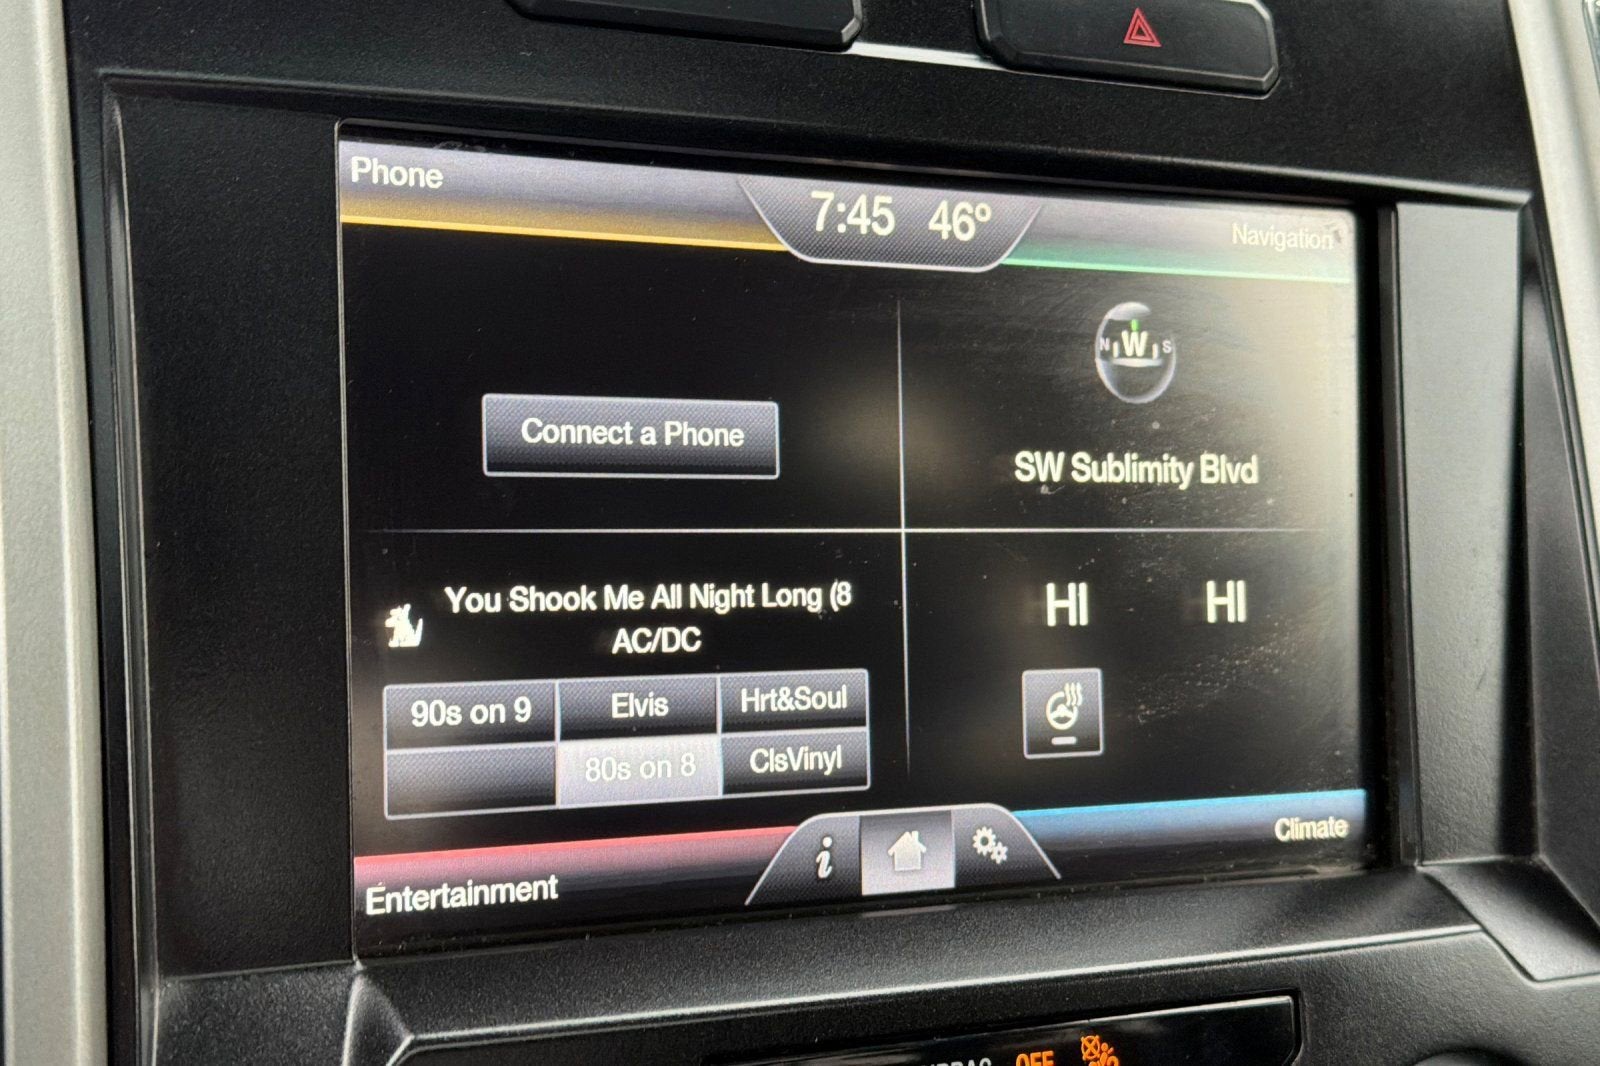 Phone
7:45 46º
Navigation
N W S
Connect a Phone
SW Sublimity Blvd
You Shook Me All Night Long (8
AC/DC
HI HI
90s on 9 Elvis Hrt&Soul
80s on 8 ClsVinyl
Entertainment
i
Climate
OFF